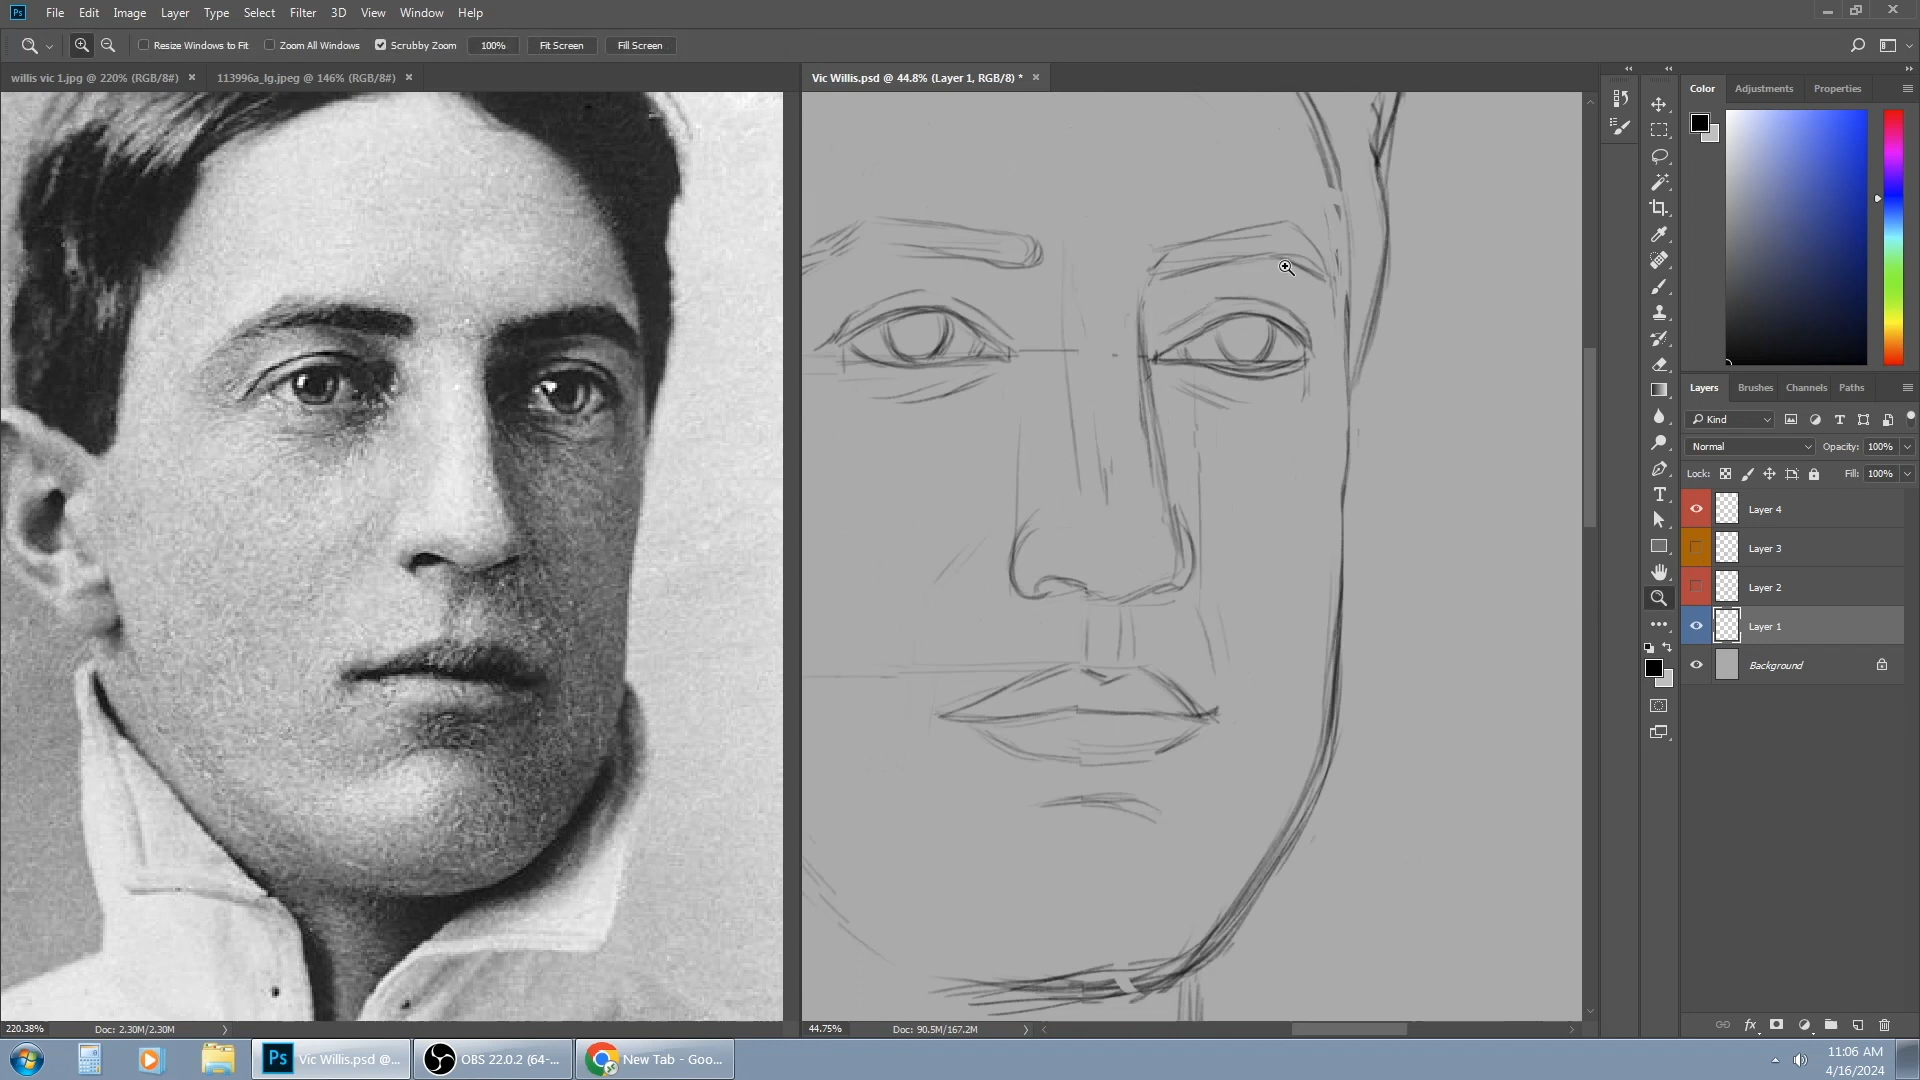 Ps File Edit Image Layer Type Select Filter 3D View Window Help
Resize Windows to Fit Zoom All Windows Scrubby Zoom 100% Fit Screen Fill Screen
willis vic 1.jpg @ 220% (RGB/8#) × 113996a_lg.jpeg @ 146% (RGB/8#) × Vic Willis.psd @ 44.8% (Layer 1, RGB/8) * ×
Color Adjustments Properties
Layers Brushes Channels Paths
Kind
Normal Opacity: 100%
Lock: Fill: 100%
Layer 4
Layer 3
Layer 2
Layer 1
Background
220.38% Doc: 2.30M/2.30M 44.75% Doc: 90.5M/167.2M
Ps Vic Willis.psd @... OBS 22.0.2 (64-... New Tab - Goo...
11:06 AM
4/16/2024